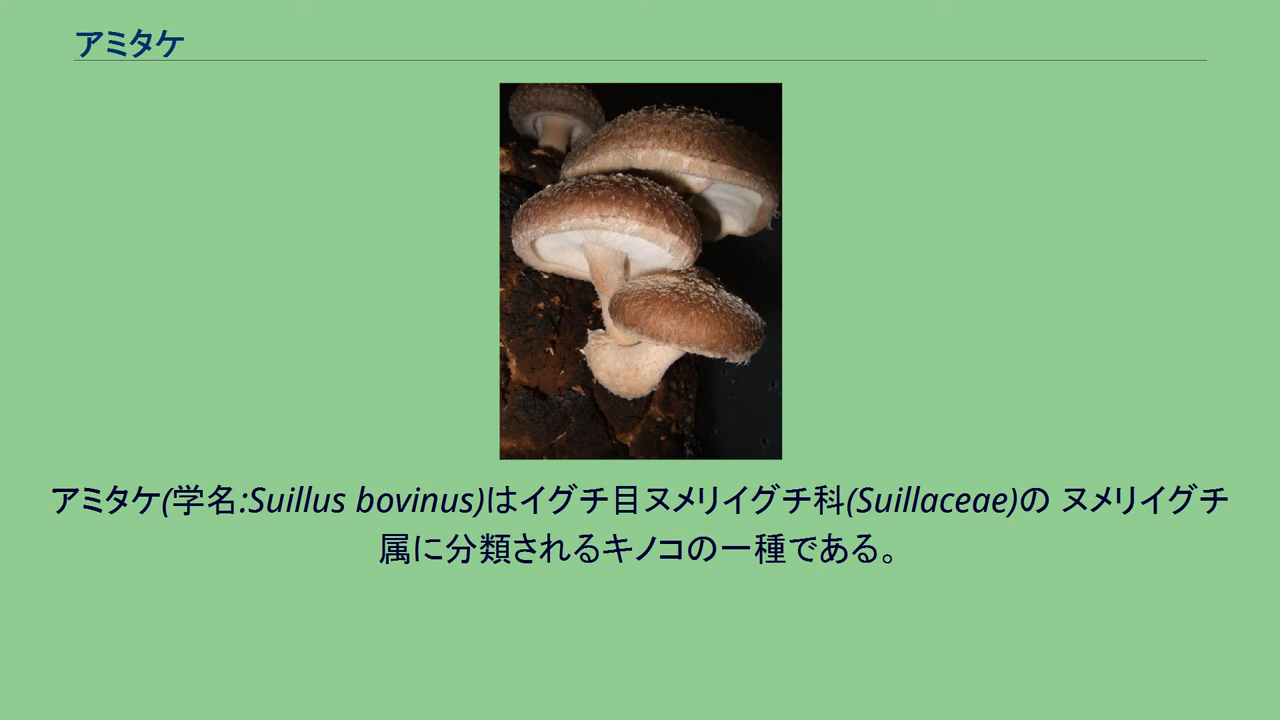 アミタケ
アミタケ(学名:Suillus bovinus)はイグチ目ヌメリイグチ科(Suillaceae)の ヌメリイグチ
属に分類されるキノコの一種である。